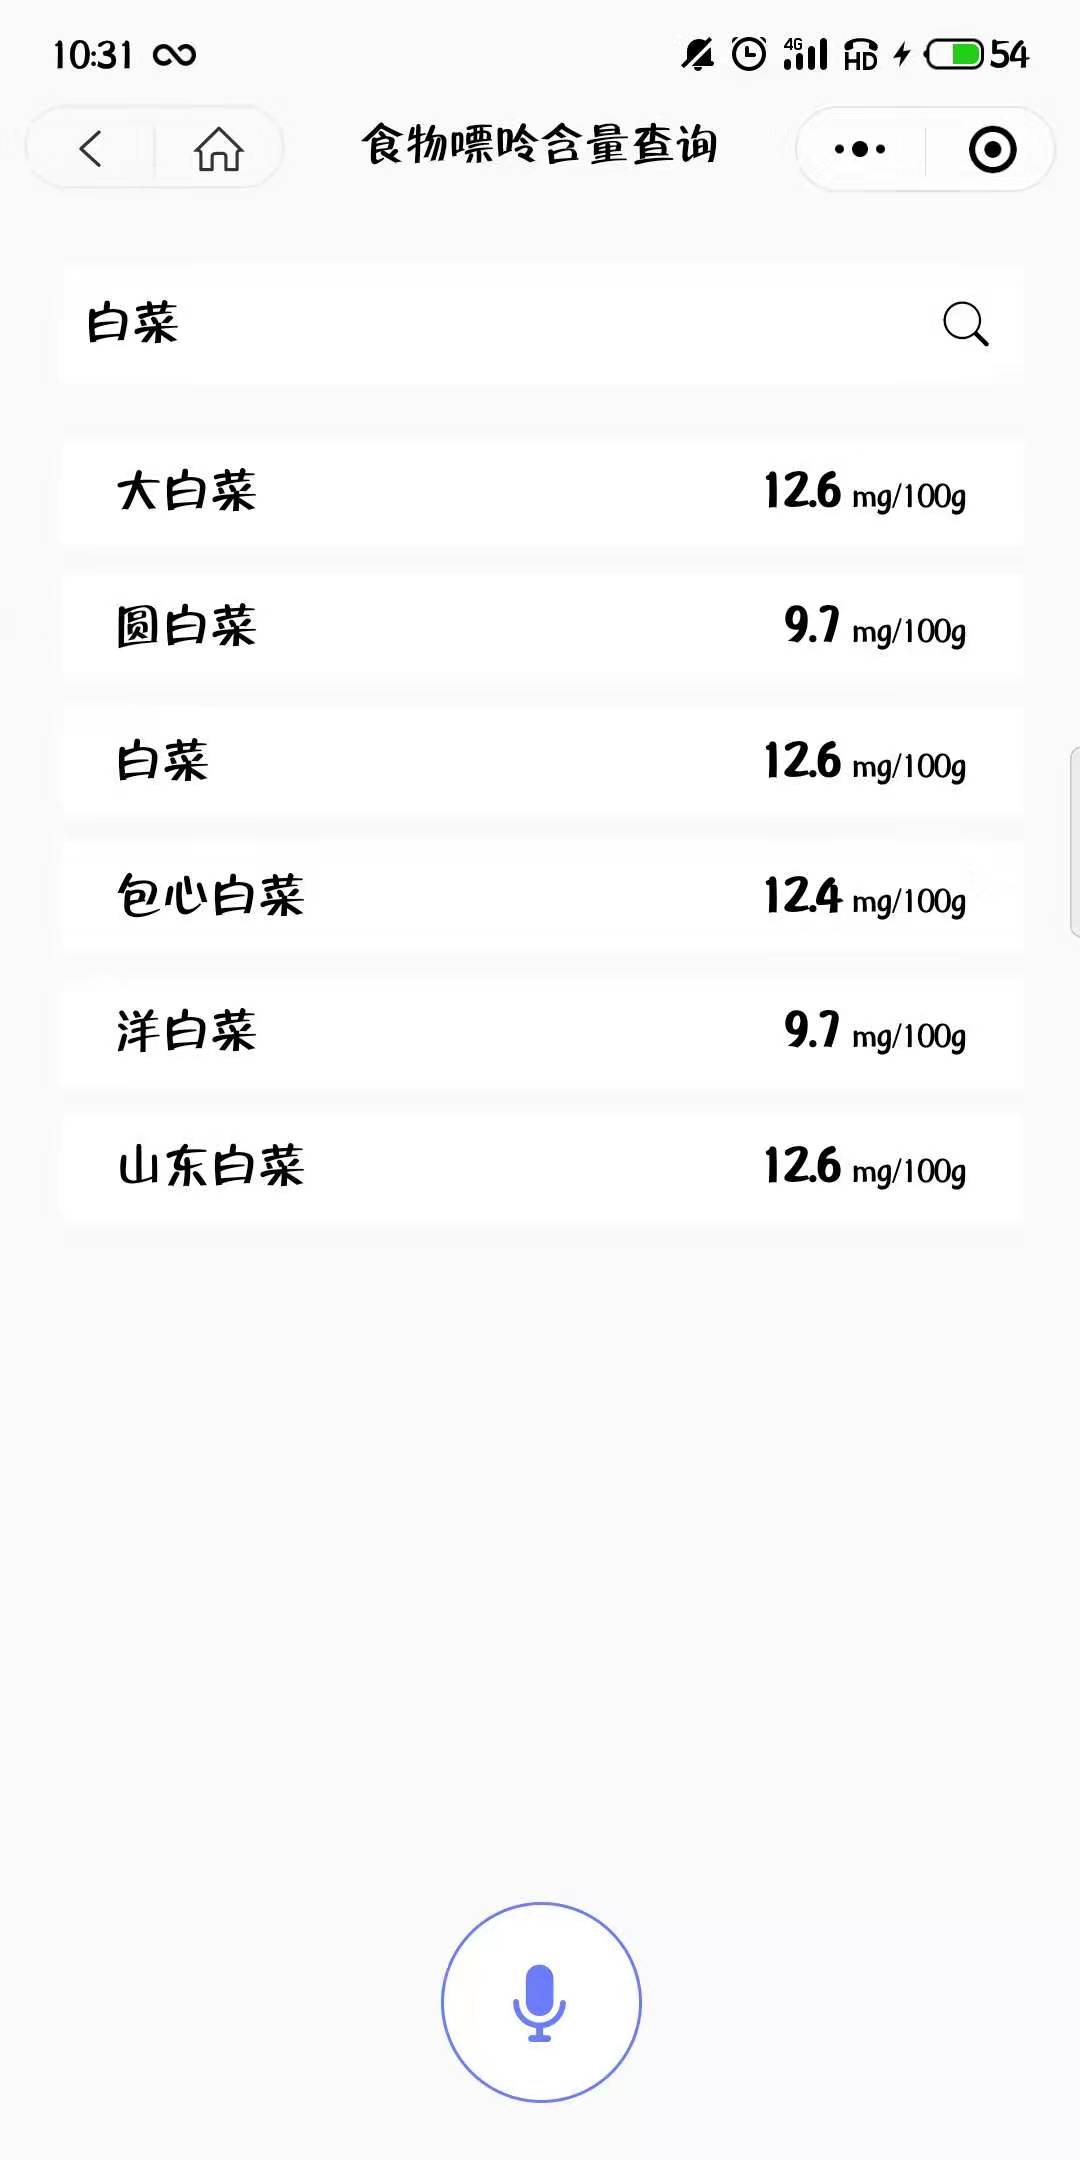 10:31 4G HD 54
食物嘌呤含量查询
白菜
大白菜 12.6 mg/100g
圆白菜 9.7 mg/100g
白菜 12.6 mg/100g
包心白菜 12.4 mg/100g
洋白菜 9.7 mg/100g
山东白菜 12.6 mg/100g